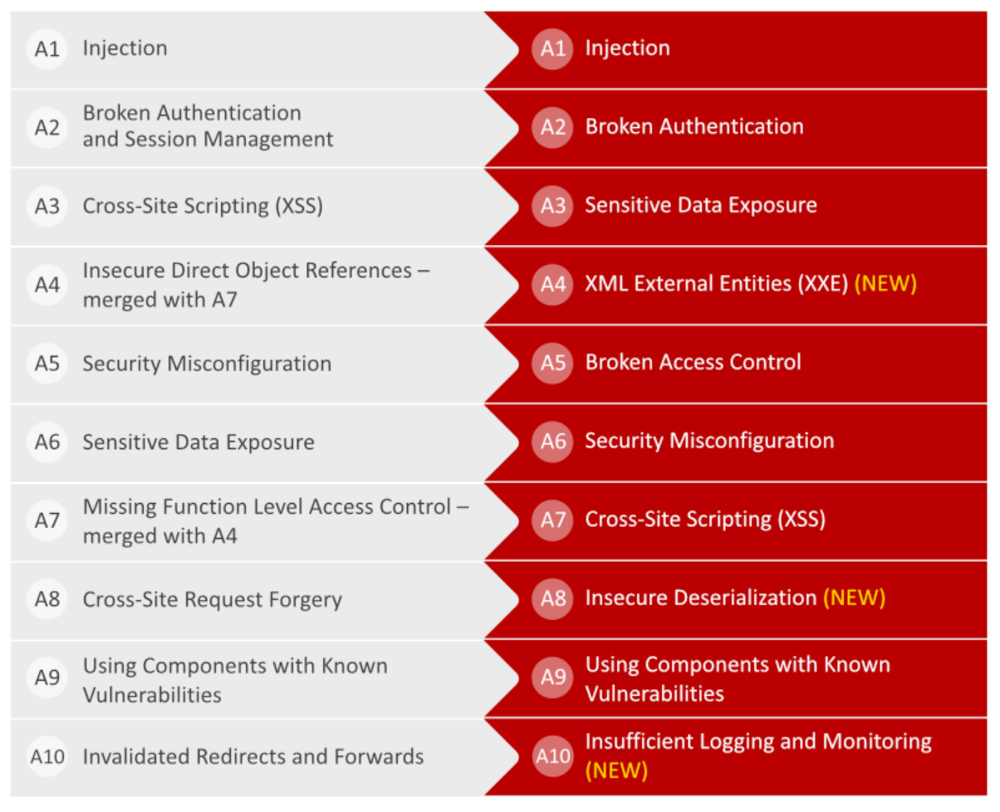 A1 Injection
A1 Injection
A2 Broken Authentication
and Session Management
A2 Broken Authentication
A3 Cross-Site Scripting (XSS)
A3 Sensitive Data Exposure
A4 Insecure Direct Object References –
merged with A7
A4 XML External Entities (XXE) (NEW)
A5 Security Misconfiguration
A5 Broken Access Control
A6 Sensitive Data Exposure
A6 Security Misconfiguration
A7 Missing Function Level Access Control –
merged with A4
A7 Cross-Site Scripting (XSS)
A8 Cross-Site Request Forgery
A8 Insecure Deserialization (NEW)
A9 Using Components with Known
Vulnerabilities
A9 Using Components with Known
Vulnerabilities
A10 Invalidated Redirects and Forwards
A10 Insufficient Logging and Monitoring
(NEW)